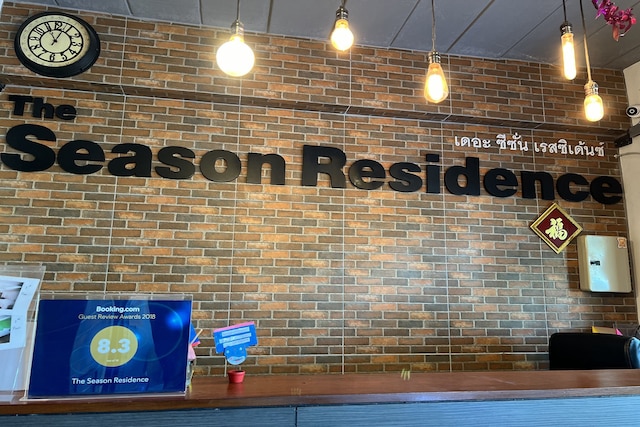 The
Season Residence
เดอะ ซีซั่น เรสซิเด้นซ์
福
Booking.com
Guest Review Awards 2018
8.3
The Season Residence